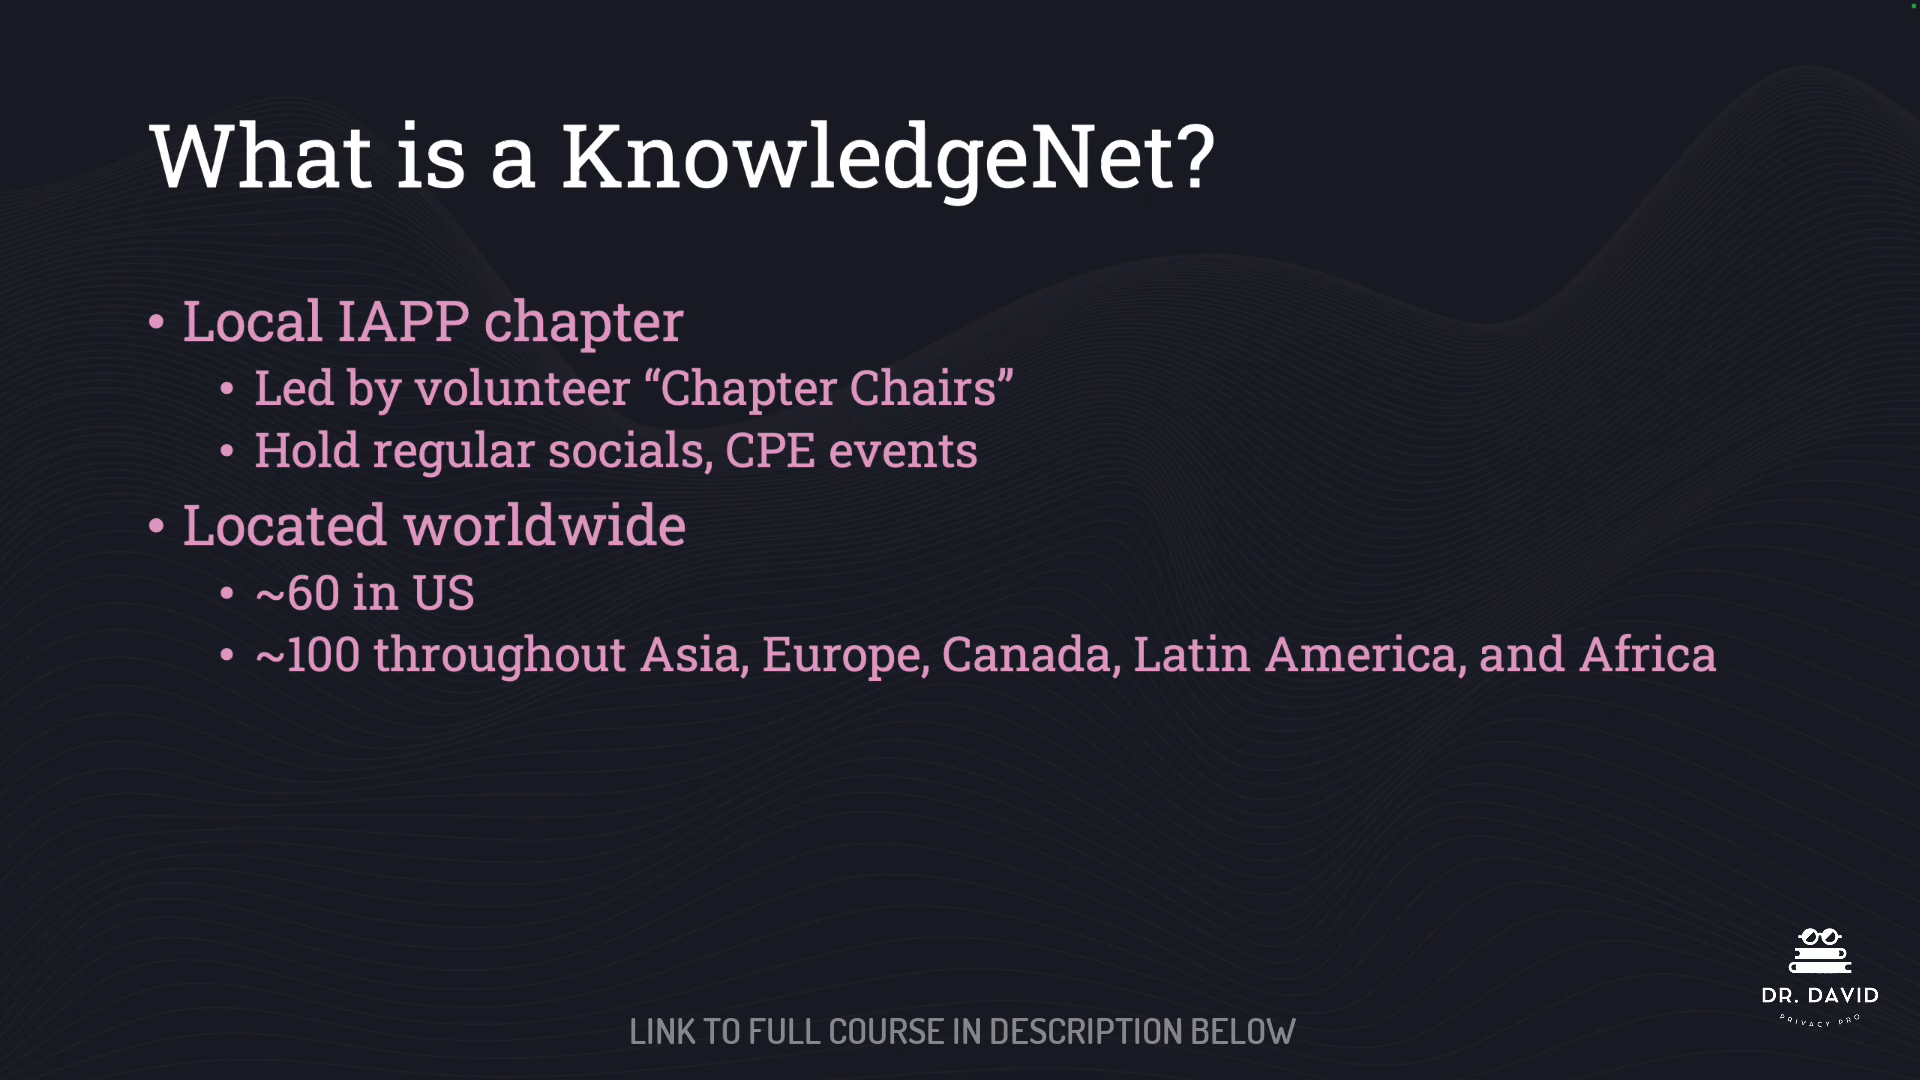 What is a KnowledgeNet?
• Local IAPP chapter
• Led by volunteer “Chapter Chairs”
• Hold regular socials, CPE events
• Located worldwide
• ~60 in US
• ~100 throughout Asia, Europe, Canada, Latin America, and Africa
DR. DAVID
PRIVACY PRO
LINK TO FULL COURSE IN DESCRIPTION BELOW